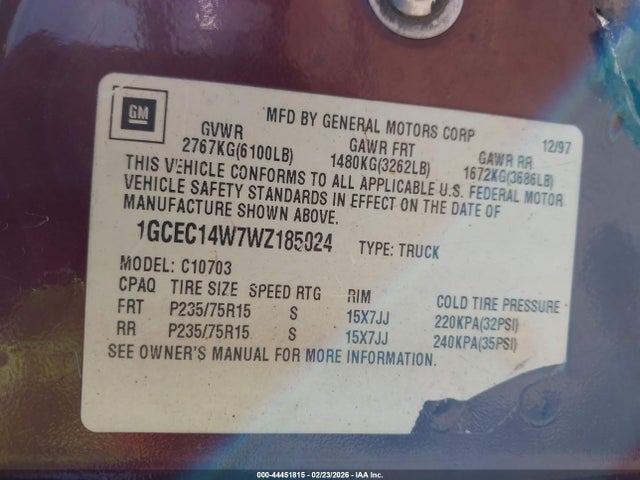 GM
MFD BY GENERAL MOTORS CORP 12/97
GVWR GAWR FRT GAWR RR
2767KG(6100LB) 1480KG(3262LB) 1672KG(3686LB)
THIS VEHICLE CONFORMS TO ALL APPLICABLE U.S. FEDERAL MOTOR
VEHICLE SAFETY STANDARDS IN EFFECT ON THE DATE OF
MANUFACTURE SHOWN ABOVE.
1GCEC14W7WZ185024 TYPE: TRUCK
MODEL: C10703
CPAQ TIRE SIZE SPEED RTG RIM COLD TIRE PRESSURE
FRT P235/75R15 S 15X7JJ 220KPA(32PSI)
RR P235/75R15 S 15X7JJ 240KPA(35PSI)
SEE OWNER'S MANUAL FOR MORE INFORMATION.
000-44451815 - 02/23/2026 - IAA Inc.